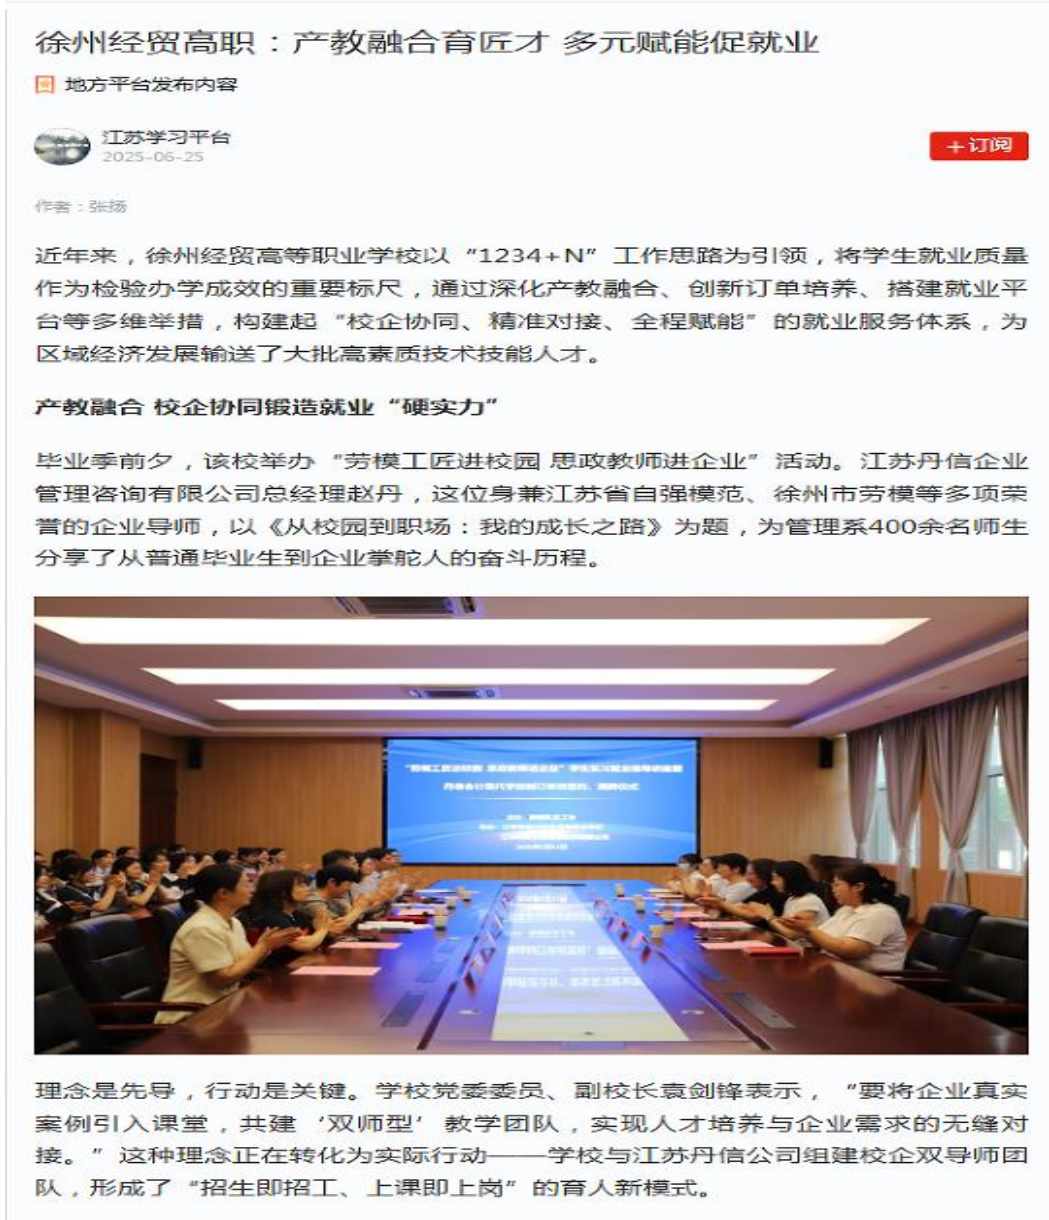 徐州经贸高职：产教融合育匠才 多元赋能促就业
地方平台发布内容
江苏学习平台
2025-06-25
＋订阅
作者：张扬
近年来，徐州经贸高等职业学校以“1234+N”工作思路为引领，将学生就业质量
作为检验办学成效的重要标尺，通过深化产教融合、创新订单培养、搭建就业平
台等多维举措，构建起“校企协同、精准对接、全程赋能”的就业服务体系，为
区域经济发展输送了大批高素质技术技能人才。
产教融合 校企协同锻造就业“硬实力”
毕业季前夕，该校举办“劳模工匠进校园 思政教师进企业”活动。江苏丹信企业
管理咨询有限公司总经理赵丹，这位身兼江苏省自强模范、徐州市劳模等多项荣
誉的企业导师，以《从校园到职场：我的成长之路》为题，为管理系400余名师生
分享了从普通毕业生到企业掌舵人的奋斗历程。
理念是先导，行动是关键。学校党委委员、副校长袁剑锋表示，“要将企业真实
案例引入课堂，共建‘双师型’教学团队，实现人才培养与企业需求的无缝对
接。”这种理念正在转化为实际行动——学校与江苏丹信公司组建校企双导师团
队，形成了“招生即招工、上课即上岗”的育人新模式。